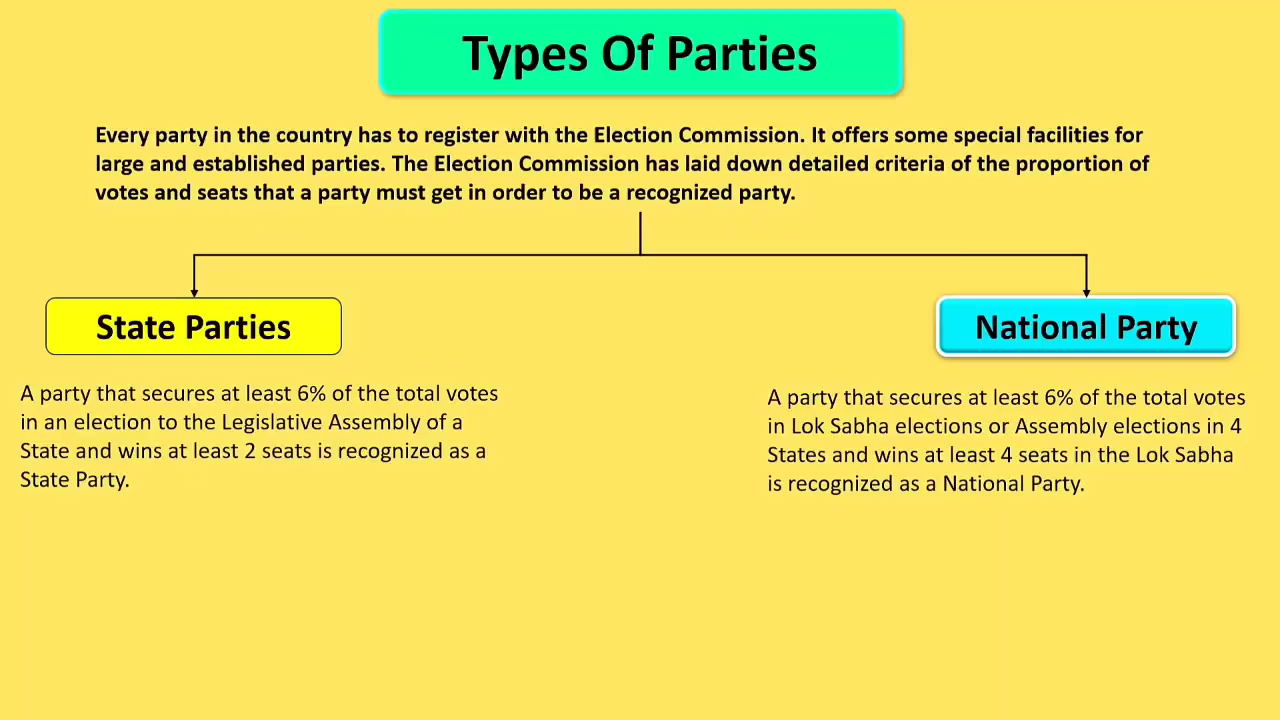 Types Of Parties
Every party in the country has to register with the Election Commission. It offers some special facilities for
large and established parties. The Election Commission has laid down detailed criteria of the proportion of
votes and seats that a party must get in order to be a recognized party.
State Parties
A party that secures at least 6% of the total votes
in an election to the Legislative Assembly of a
State and wins at least 2 seats is recognized as a
State Party.
National Party
A party that secures at least 6% of the total votes
in Lok Sabha elections or Assembly elections in 4
States and wins at least 4 seats in the Lok Sabha
is recognized as a National Party.